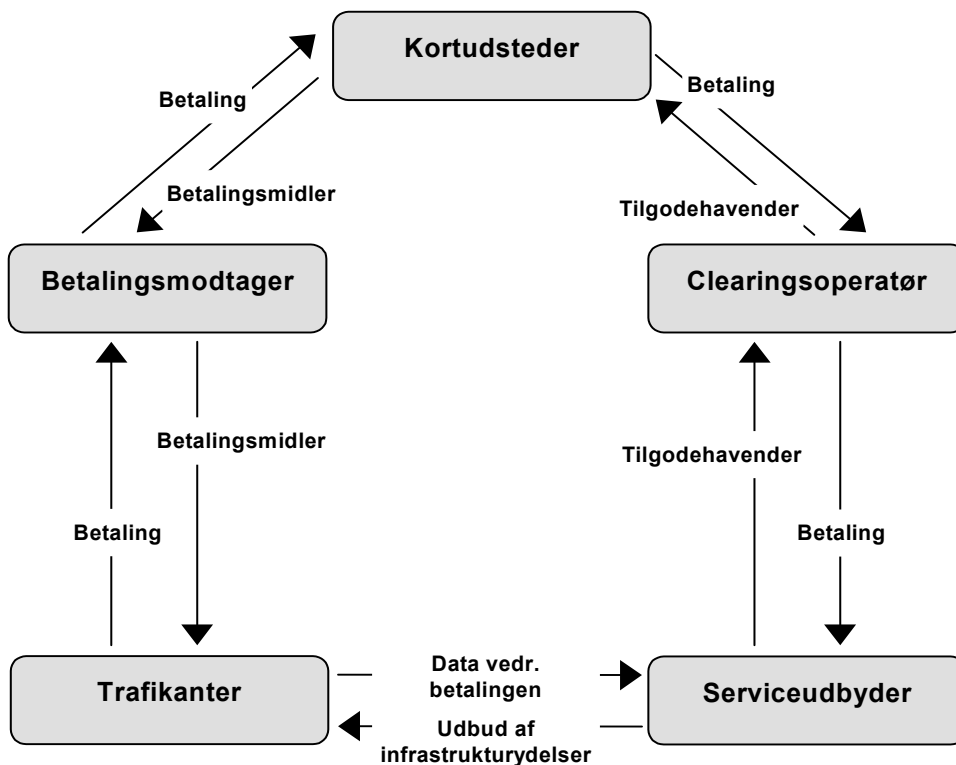 Kortudsteder
Betaling
Betaling
Betalingsmidler
Tilgodehavender
Betalingsmodtager
Clearingsoperatør
Betalingsmidler
Tilgodehavender
Betaling
Betaling
Trafikanter
Data vedr.
betalingen
Udbud af
infrastrukturydelser
Serviceudbyder